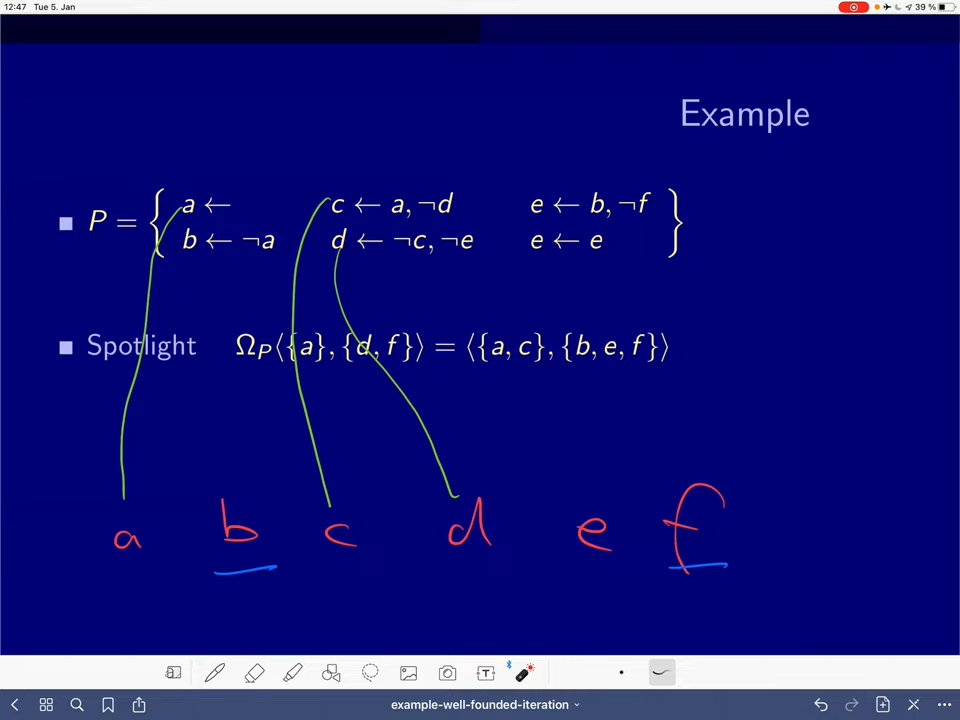 12:47 Tue 5. Jan 39 %
Example
P = { a ← c ← a, ¬d e ← b, ¬f }
b ← ¬a d ← ¬c, ¬e e ← e
Spotlight Ω_P⟨{a}, {d, f}⟩ = ⟨{a, c}, {b, e, f}⟩
a b c d e f
T
example-well-founded-iteration